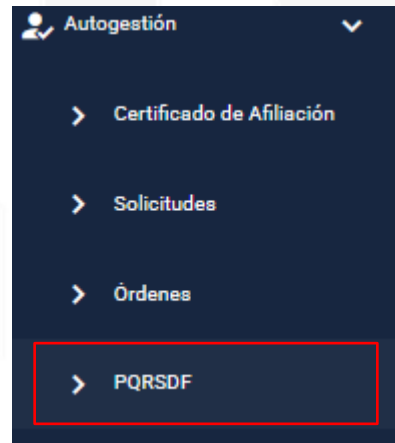 Autogestión
Certificado de Afiliación
Solicitudes
Órdenes
PQRSDF